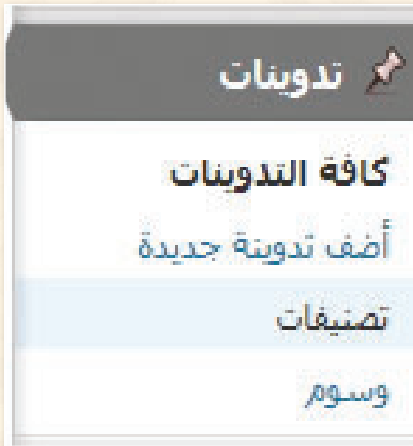 تدوينات
كافة التدوينات
أضف تدوينة جديدة
تصنيفات
وسوم